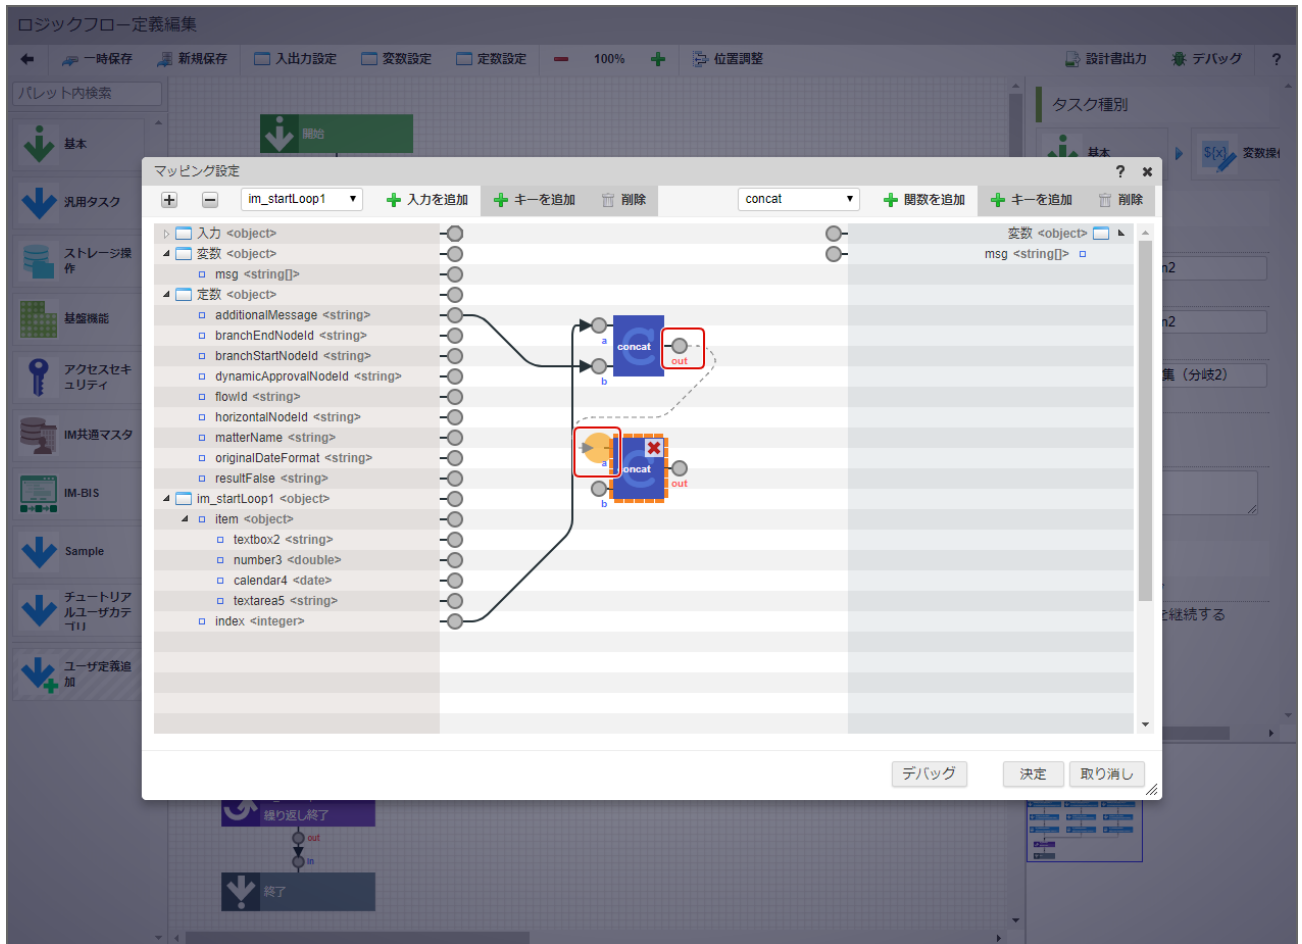 ロジックフロー定義編集
一時保存
新規保存
入出力設定
変数設定
定数設定
100%
位置調整
設計書出力
デバッグ
?
パレット内検索
基本
汎用タスク
ストレージ操
作
基盤機能
アクセスセキ
ュリティ
IM共通マスタ
IM-BIS
Sample
チュートリア
ルユーザカテ
ゴリ
ユーザ定義追
加
開始
タスク種別
基本
${x}
変数操
マッピング設定
?
im_startLoop1
入力を追加
キーを追加
削除
concat
関数を追加
キーを追加
削除
入力 <object>
変数 <object>
msg <string[]>
定数 <object>
additionalMessage <string>
branchEndNodeId <string>
branchStartNodeId <string>
dynamicApprovalNodeId <string>
flowId <string>
horizontalNodeId <string>
matterName <string>
originalDateFormat <string>
resultFalse <string>
im_startLoop1 <object>
item <object>
textbox2 <string>
number3 <double>
calendar4 <date>
textarea5 <string>
index <integer>
a
b
concat
out
a
b
concat
out
変数 <object>
msg <string[]>
n2
n2
集（分岐2）
を継続する
デバッグ
決定
取り消し
繰り返し終了
out
in
終了